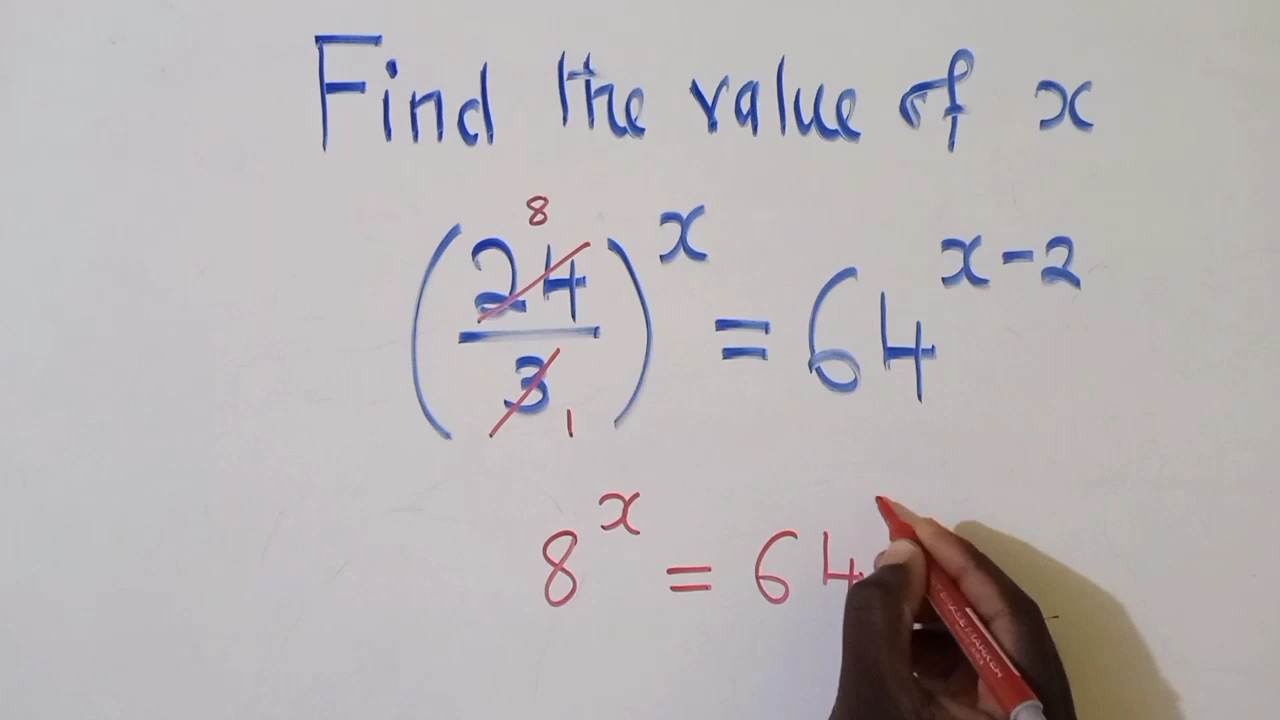 Find the value of x
8
(24/3)^x = 64^(x-2)
1
8^x = 64